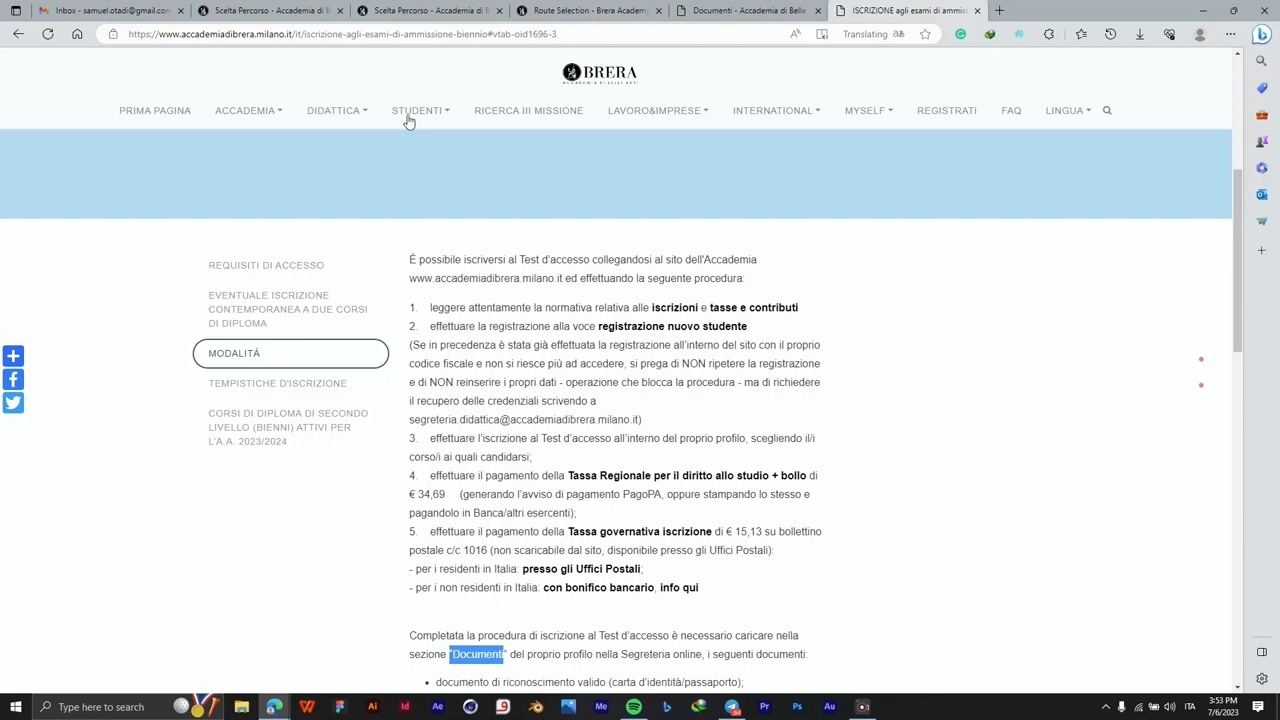 Inbox - samuel.otadi@gmail.com
Scelta Percorso - Accademia di B
Scelta Percorso - Accademia di B
Route Selection - Brera Academy
Documenti - Accademia di Belle
ISCRIZIONE agli esami di ammiss
https://www.accademiadibrera.milano.it/it/iscrizione-agli-esami-di-ammissione-biennio#vtab-oid1696-3
Translating
BRERA
PRIMA PAGINA
ACCADEMIA
DIDATTICA
STUDENTI
RICERCA III MISSIONE
LAVORO&IMPRESE
INTERNATIONAL
MYSELF
REGISTRATI
FAQ
LINGUA
REQUISITI DI ACCESSO
EVENTUALE ISCRIZIONE
CONTEMPORANEA A DUE CORSI
DI DIPLOMA
MODALITÀ
TEMPISTICHE D'ISCRIZIONE
CORSI DI DIPLOMA DI SECONDO
LIVELLO (BIENNI) ATTIVI PER
L'A.A. 2023/2024
È possibile iscriversi al Test d'accesso collegandosi al sito dell'Accademia
www.accademiadibrera.milano.it ed effettuando la seguente procedura:
1. leggere attentamente la normativa relativa alle iscrizioni e tasse e contributi
2. effettuare la registrazione alla voce registrazione nuovo studente
(Se in precedenza è stata già effettuata la registrazione all'interno del sito con il proprio
codice fiscale e non si riesce più ad accedere, si prega di NON ripetere la registrazione
e di NON reinserire i propri dati - operazione che blocca la procedura - ma di richiedere
il recupero delle credenziali scrivendo a
segreteria.didattica@accademiadibrera.milano.it)
3. effettuare l'iscrizione al Test d'accesso all'interno del proprio profilo, scegliendo il/i
corso/i ai quali candidarsi;
4. effettuare il pagamento della Tassa Regionale per il diritto allo studio + bollo di
€ 34,69 (generando l'avviso di pagamento PagoPA, oppure stampando lo stesso e
pagandolo in Banca/altri esercenti);
5. effettuare il pagamento della Tassa governativa iscrizione di € 15,13 su bollettino
postale c/c 1016 (non scaricabile dal sito, disponibile presso gli Uffici Postali):
- per i residenti in Italia: presso gli Uffici Postali;
- per i non residenti in Italia: con bonifico bancario, info qui
Completata la procedura di iscrizione al Test d'accesso è necessario caricare nella
sezione "Documenti" del proprio profilo nella Segreteria online, i seguenti documenti:
• documento di riconoscimento valido (carta d'identità/passaporto);
Type here to search
ITA
3:53 PM
7/6/2023